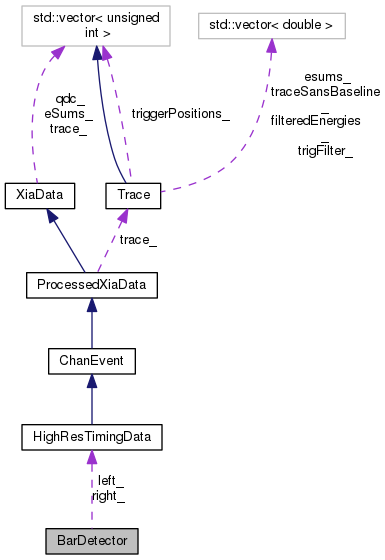 std::vector< unsigned
int >
std::vector< double >
qdc_
eSums_
trace_
triggerPositions_
esums_
traceSansBaseline
_
filteredEnergies
_
trigFilter_
XiaData
Trace
trace_
ProcessedXiaData
ChanEvent
HighResTimingData
left_
right_
BarDetector